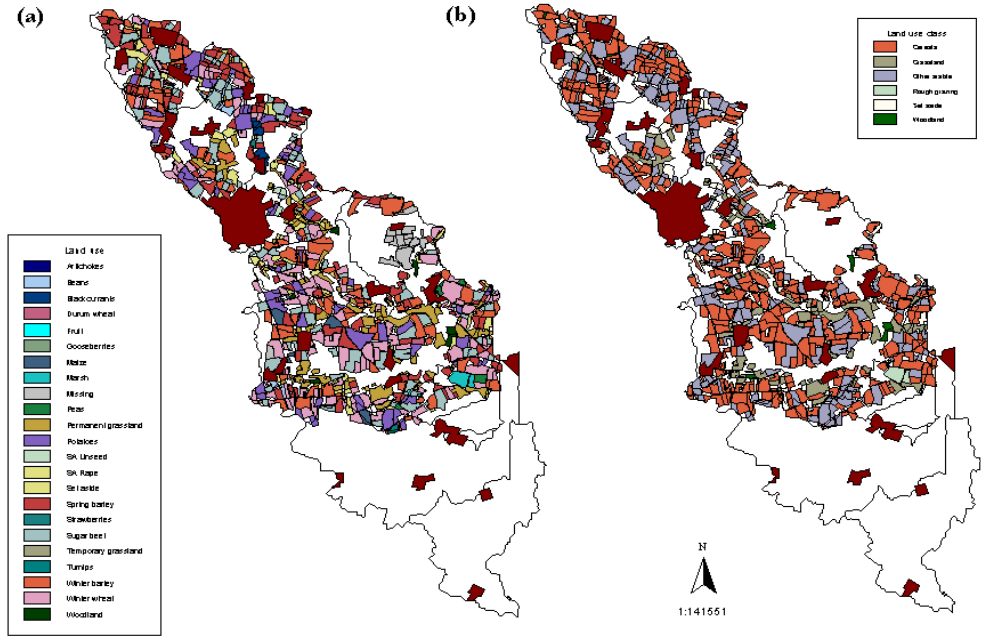 (a)
(b)
Land use class
Cereals
Grassland
Other arable
Rough grazing
Set aside
Woodland
Land use
Artichokes
Beans
Blackcurrants
Durum wheat
Fruit
Gooseberries
Maize
Marsh
Missing
Peas
Permanent grassland
Potatoes
SA Linseed
SA Rape
Set aside
Spring barley
Strawberries
Sugar beet
Temporary grassland
Turnips
Winter barley
Winter wheat
Woodland
N
1:141551